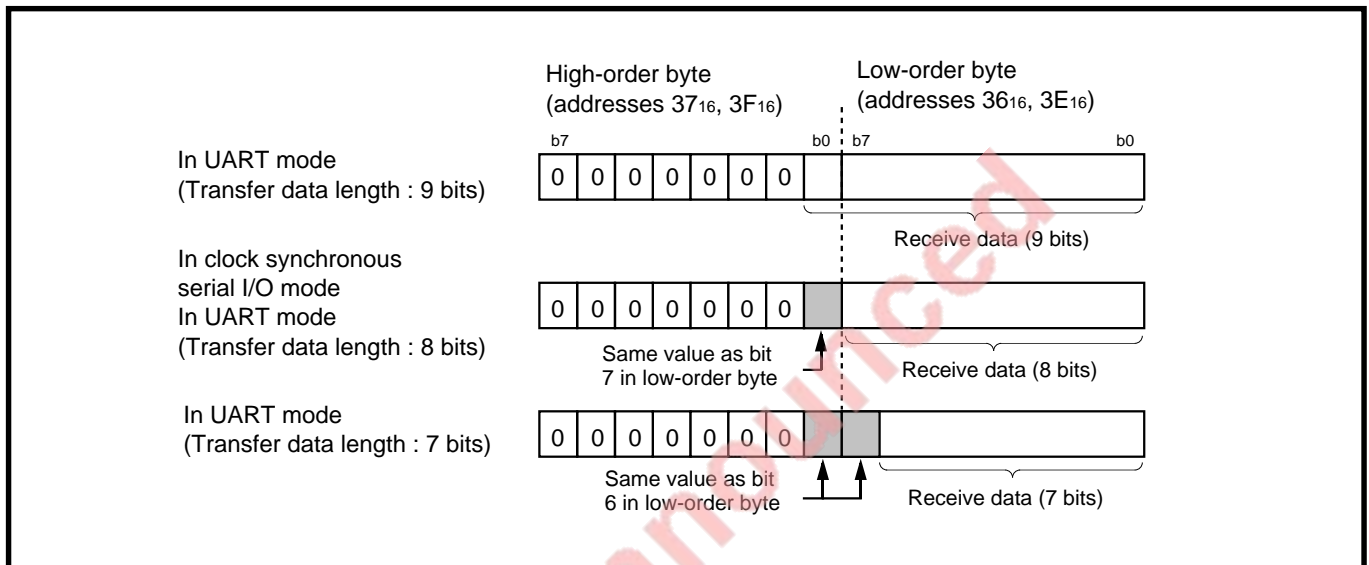 High-order byte
(addresses 37₁₆, 3F₁₆)
Low-order byte
(addresses 36₁₆, 3E₁₆)
b7 b0 b7 b0
In UART mode
(Transfer data length : 9 bits)
0 0 0 0 0 0 0
Receive data (9 bits)
In clock synchronous
serial I/O mode
In UART mode
(Transfer data length : 8 bits)
0 0 0 0 0 0 0
Same value as bit
7 in low-order byte
Receive data (8 bits)
In UART mode
(Transfer data length : 7 bits)
0 0 0 0 0 0 0
Same value as bit
6 in low-order byte
Receive data (7 bits)
nounced